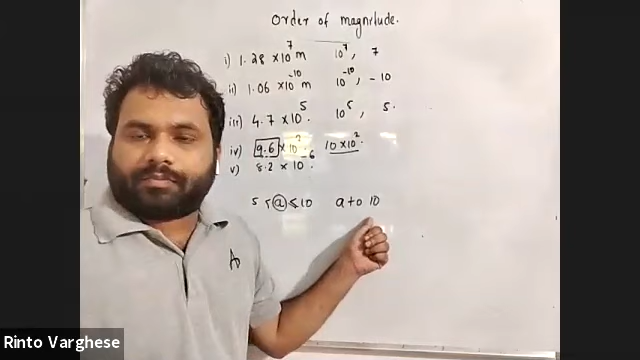 Order of magnitude.
i) 1.28 × 10⁷ m 10⁷, 7
ii) 1.06 × 10⁻¹⁰ m 10⁻¹⁰, -10
iii) 4.7 × 10⁵. 10⁵, 5.
iv) 9.6 × 10². 10 × 10².
v) 8.2 × 10⁻⁶.
5 < a ≤ 10 a to 10
A
Rinto Varghese